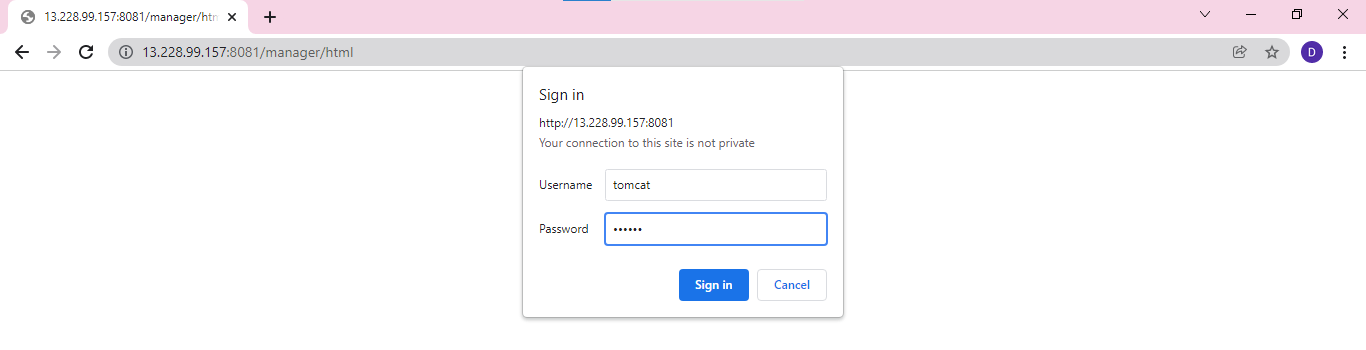 13.228.99.157:8081/manager/htm
13.228.99.157:8081/manager/html
D
Sign in
http://13.228.99.157:8081
Your connection to this site is not private
Username tomcat
Password ••••••
Sign in Cancel